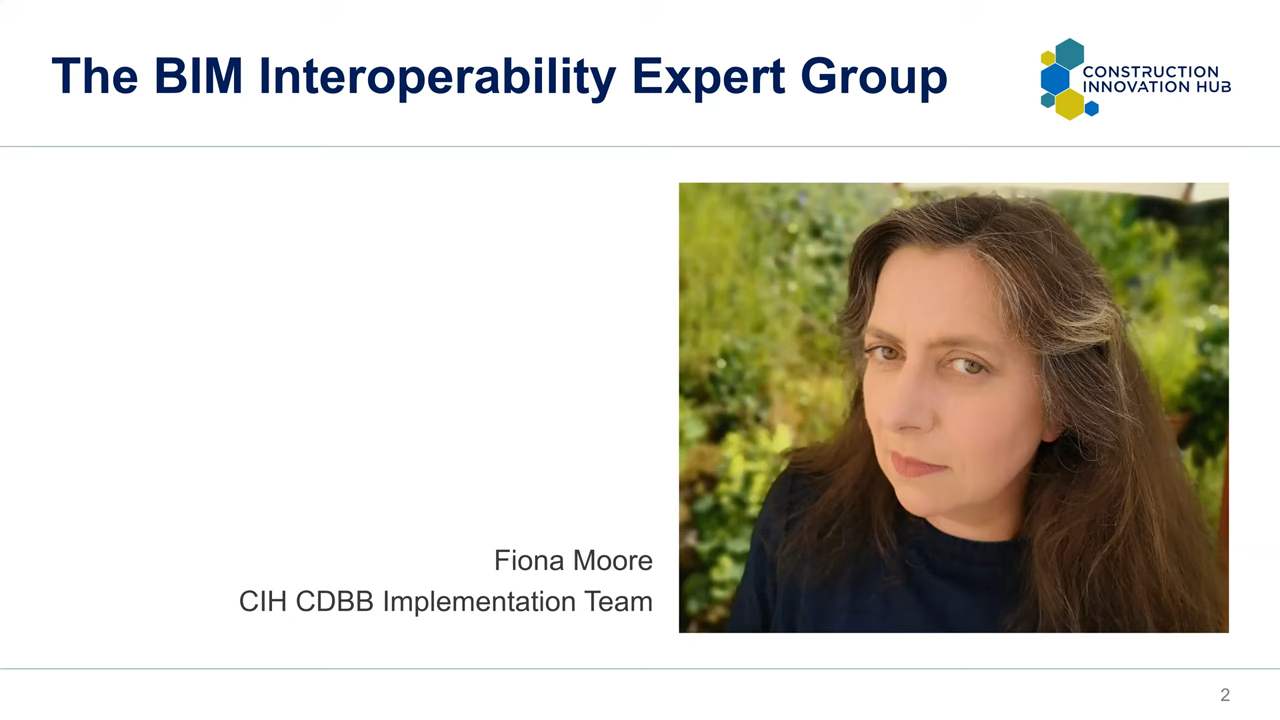 The BIM Interoperability Expert Group
CONSTRUCTION
INNOVATION HUB
Fiona Moore
CIH CDBB Implementation Team
2